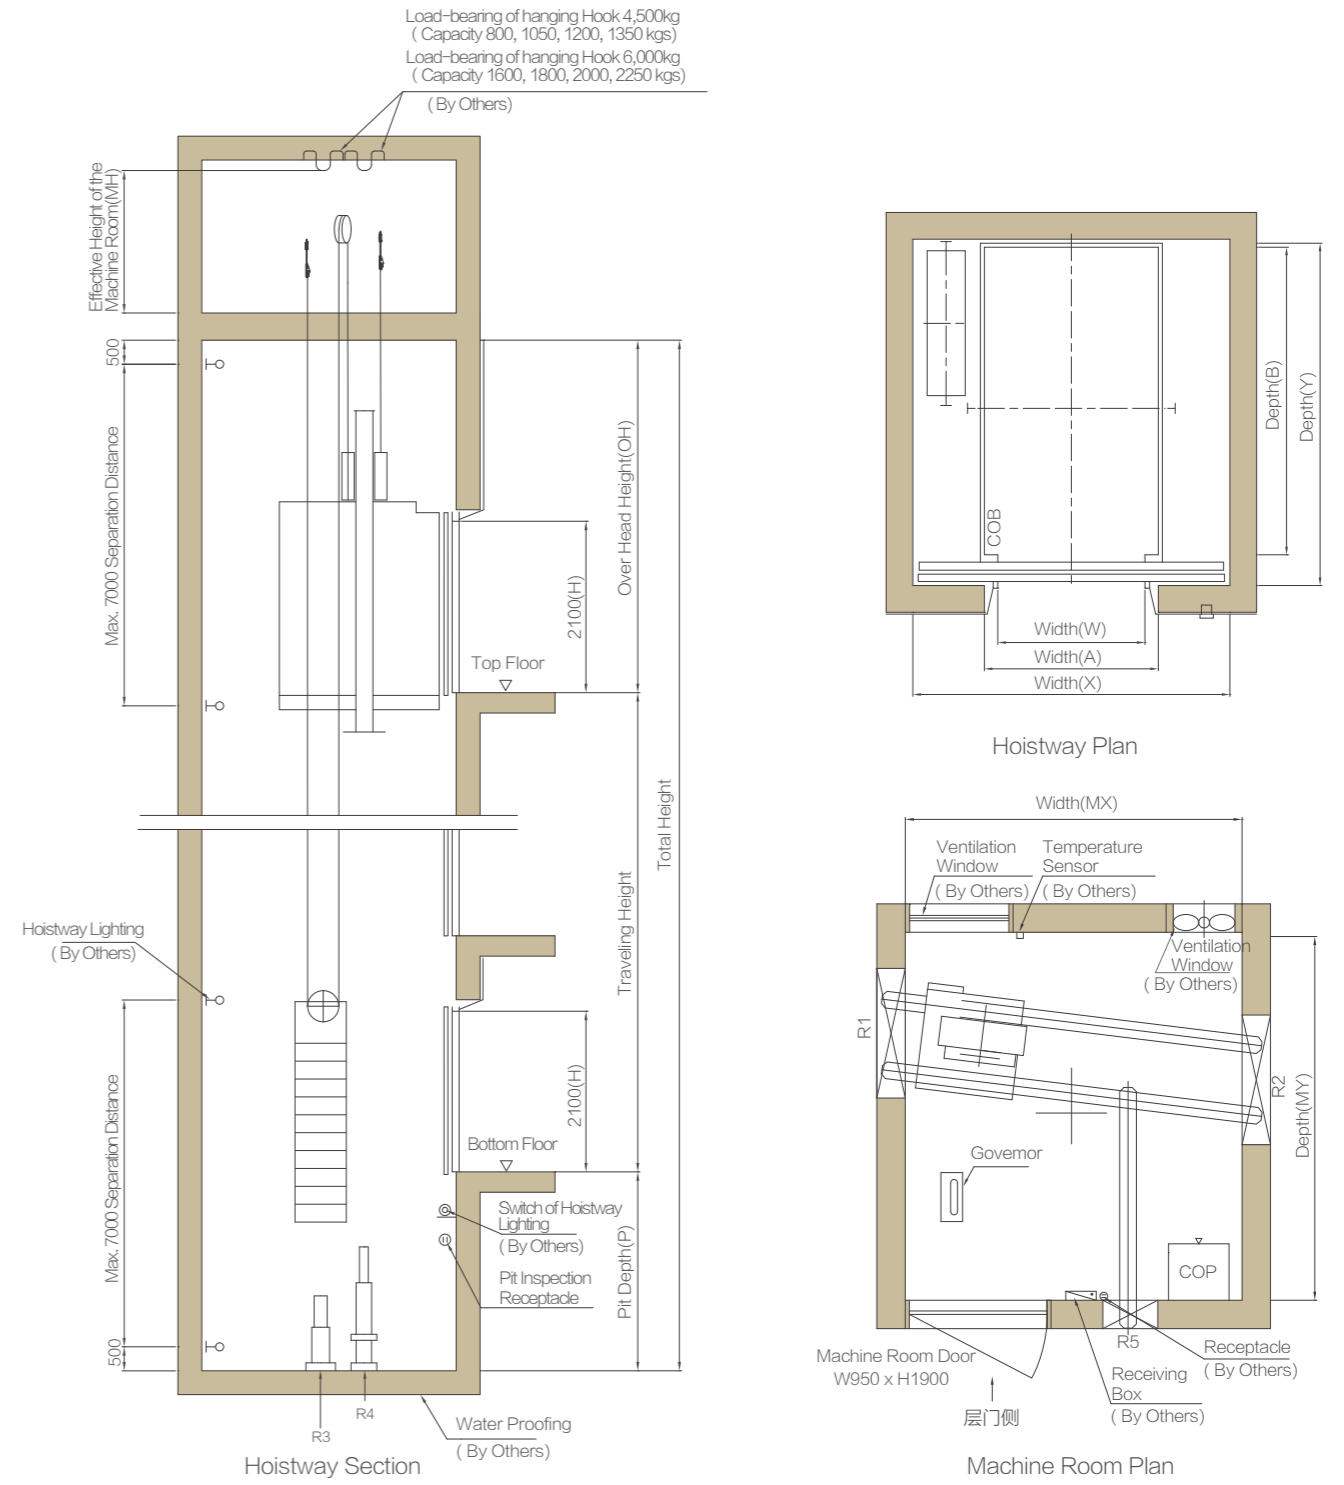 Load-bearing of hanging Hook 4,500kg
( Capacity 800, 1050, 1200, 1350 kgs)
Load-bearing of hanging Hook 6,000kg
( Capacity 1600, 1800, 2000, 2250 kgs)
( By Others)
Effective Height of the
Machine Room(MH)
500
Max. 7000 Separation Distance
Over Head Height(OH)
2100(H)
Top Floor
Total Height
Traveling Height
Hoistway Lighting
( By Others)
2100(H)
Bottom Floor
Max. 7000 Separation Distance
Switch of Hoistway
Lighting
( By Others)
Pit Inspection
Receptacle
Pit Depth(P)
500
R3
R4
Water Proofing
( By Others)
Hoistway Section
COB
Depth(B)
Depth(Y)
Width(W)
Width(A)
Width(X)
Hoistway Plan
Width(MX)
Ventilation
Window
( By Others)
Temperature
Sensor
( By Others)
Ventilation
Window
( By Others)
R1
R2
Depth(MY)
Govemor
COP
R5
Machine Room Door
W950 x H1900
层门侧
Receiving
Box
( By Others)
Receptacle
( By Others)
Machine Room Plan